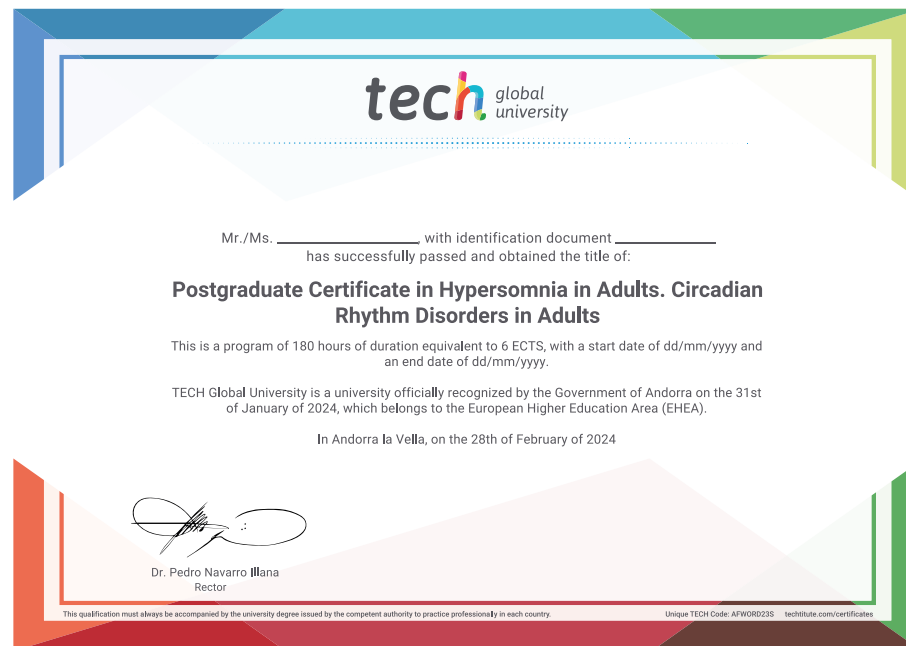 tech global
university
Mr./Ms. ____________, with identification document ____________
has successfully passed and obtained the title of:
Postgraduate Certificate in Hypersomnia in Adults. Circadian
Rhythm Disorders in Adults
This is a program of 180 hours of duration equivalent to 6 ECTS, with a start date of dd/mm/yyyy and
an end date of dd/mm/yyyy.
TECH Global University is a university officially recognized by the Government of Andorra on the 31st
of January of 2024, which belongs to the European Higher Education Area (EHEA).
In Andorra la Vella, on the 28th of February of 2024
Dr. Pedro Navarro Illana
Rector
This qualification must always be accompanied by the university degree issued by the competent authority to practice professionally in each country. Unique TECH Code: AFWORD23S techtitute.com/certificates